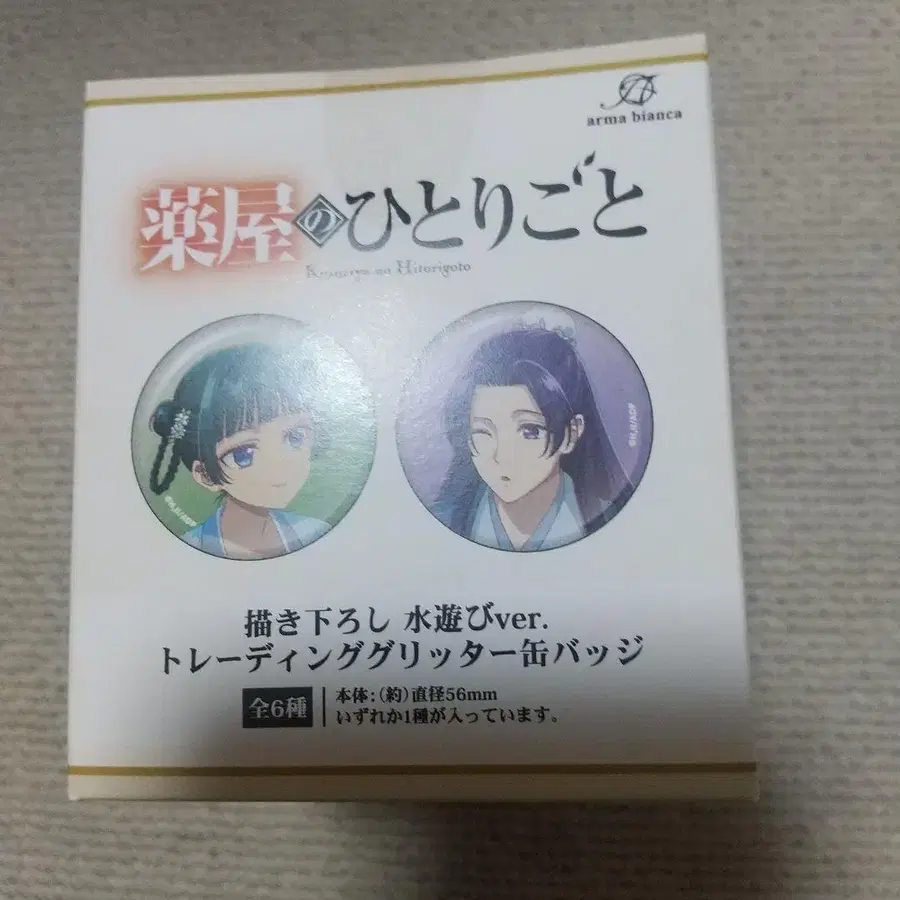 arma bianca
薬屋のひとりごと
Kusuriya no Hitorigoto
描き下ろし 水遊びver.
トレーディンググリッター缶バッジ
全6種
本体:(約)直径56mm
いずれか1種が入っています。